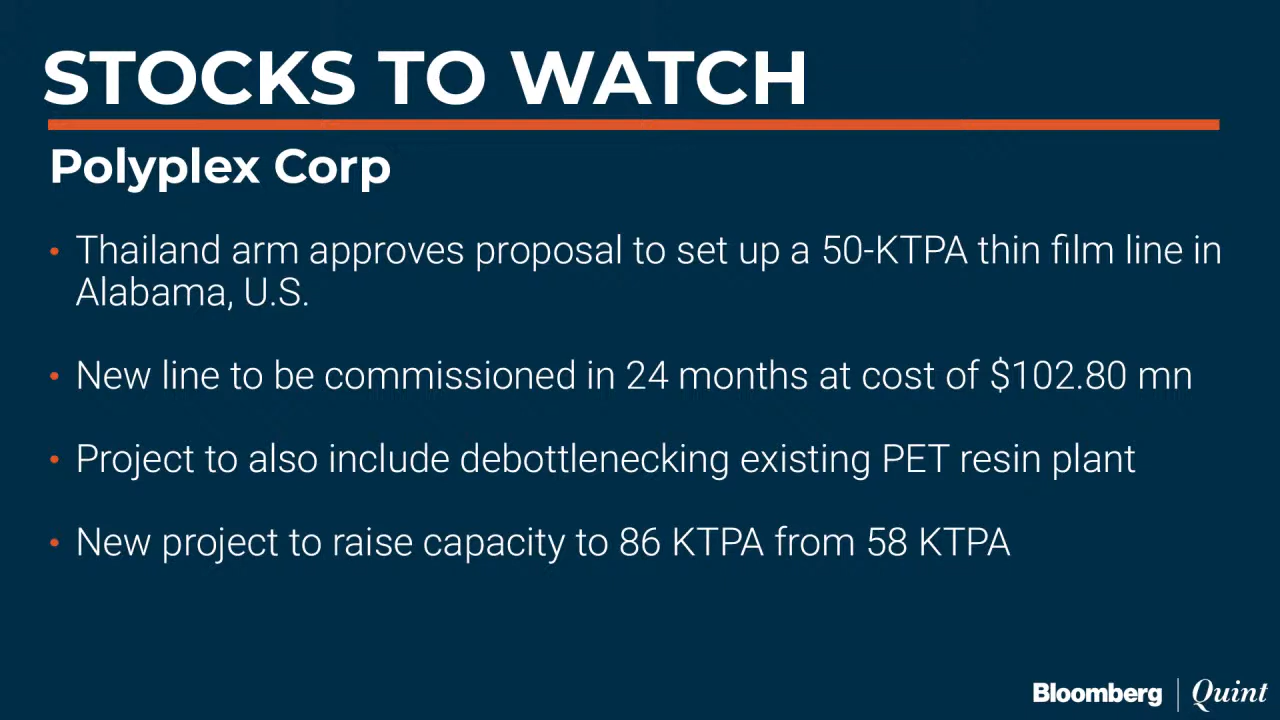 STOCKS TO WATCH
Polyplex Corp
• Thailand arm approves proposal to set up a 50-KTPA thin film line in
Alabama, U.S.
• New line to be commissioned in 24 months at cost of $102.80 mn
• Project to also include debottlenecking existing PET resin plant
• New project to raise capacity to 86 KTPA from 58 KTPA
Bloomberg | Quint